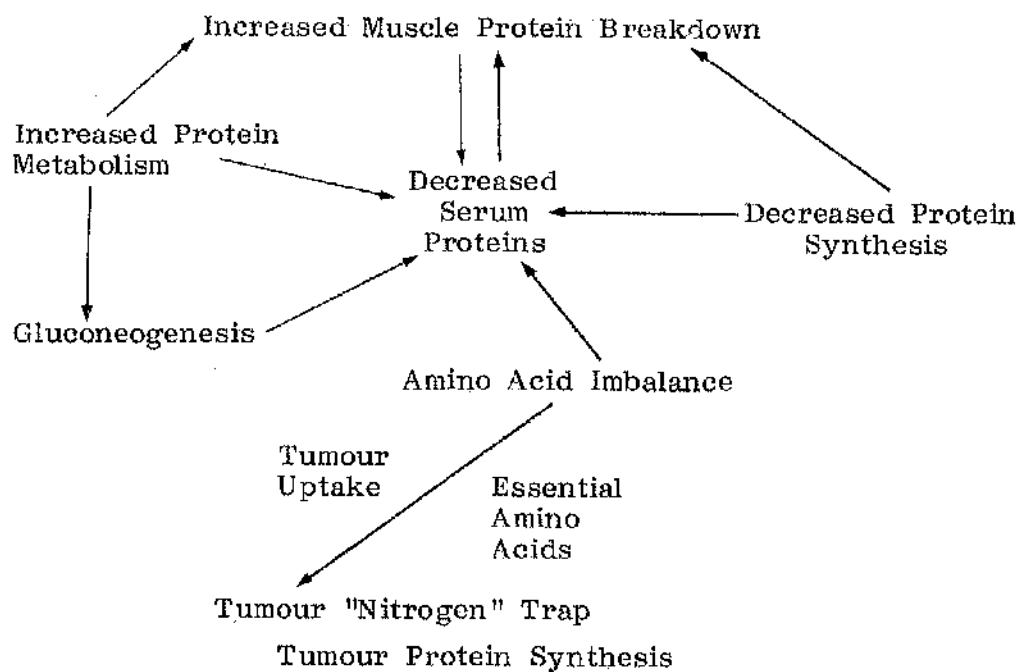 Increased Muscle Protein Breakdown
Increased Protein
Metabolism
Decreased
Serum
Proteins
Decreased Protein
Synthesis
Gluconeogenesis
Amino Acid Imbalance
Tumour
Uptake
Essential
Amino
Acids
Tumour "Nitrogen" Trap
Tumour Protein Synthesis